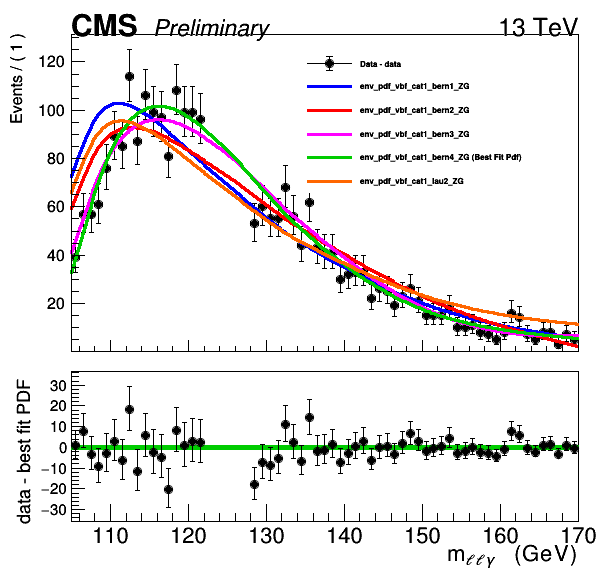 CMS Preliminary 13 TeV
Events / ( 1 )
120
100
80
60
40
20
Data - data
env_pdf_vbf_cat1_bern1_ZG
env_pdf_vbf_cat1_bern2_ZG
env_pdf_vbf_cat1_bern3_ZG
env_pdf_vbf_cat1_bern4_ZG (Best Fit Pdf)
env_pdf_vbf_cat1_lau2_ZG
data - best fit PDF
30
20
10
0
−10
−20
−30
110 120 130 140 150 160 170
mℓℓγ (GeV)